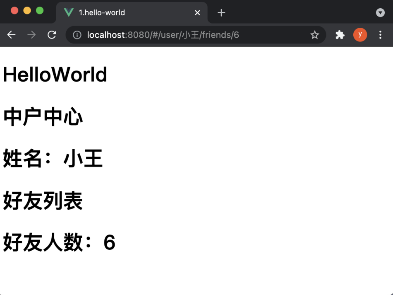 1.hello-world
localhost:8080/#/user/小王/friends/6
y
HelloWorld
中户中心
姓名：小王
好友列表
好友人数：6